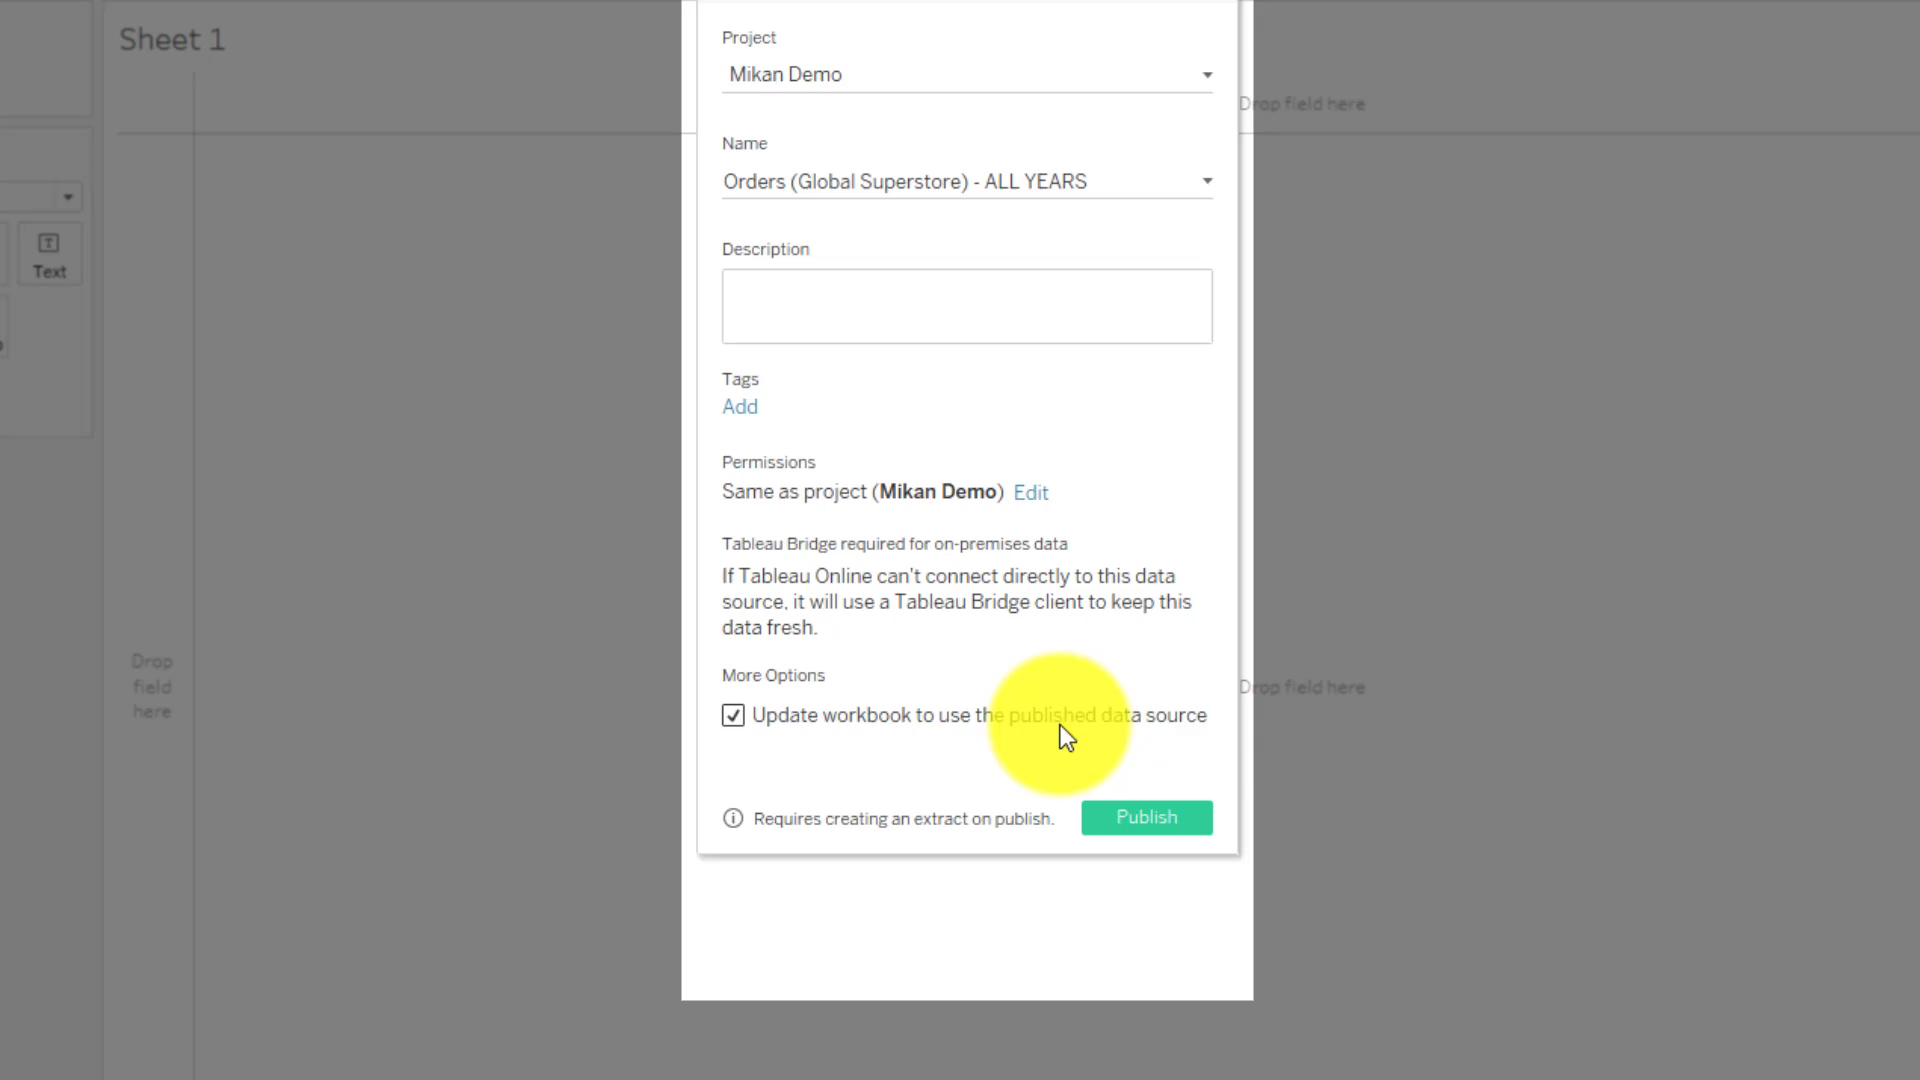 Sheet 1
Project
Mikan Demo
Drop field here
Name
Orders (Global Superstore) - ALL YEARS
Description
Text
Tags
Add
Permissions
Same as project (Mikan Demo) Edit
Tableau Bridge required for on-premises data
If Tableau Online can't connect directly to this data
source, it will use a Tableau Bridge client to keep this
data fresh.
Drop
field
here
More Options
Drop field here
Update workbook to use the published data source
Requires creating an extract on publish.
Publish